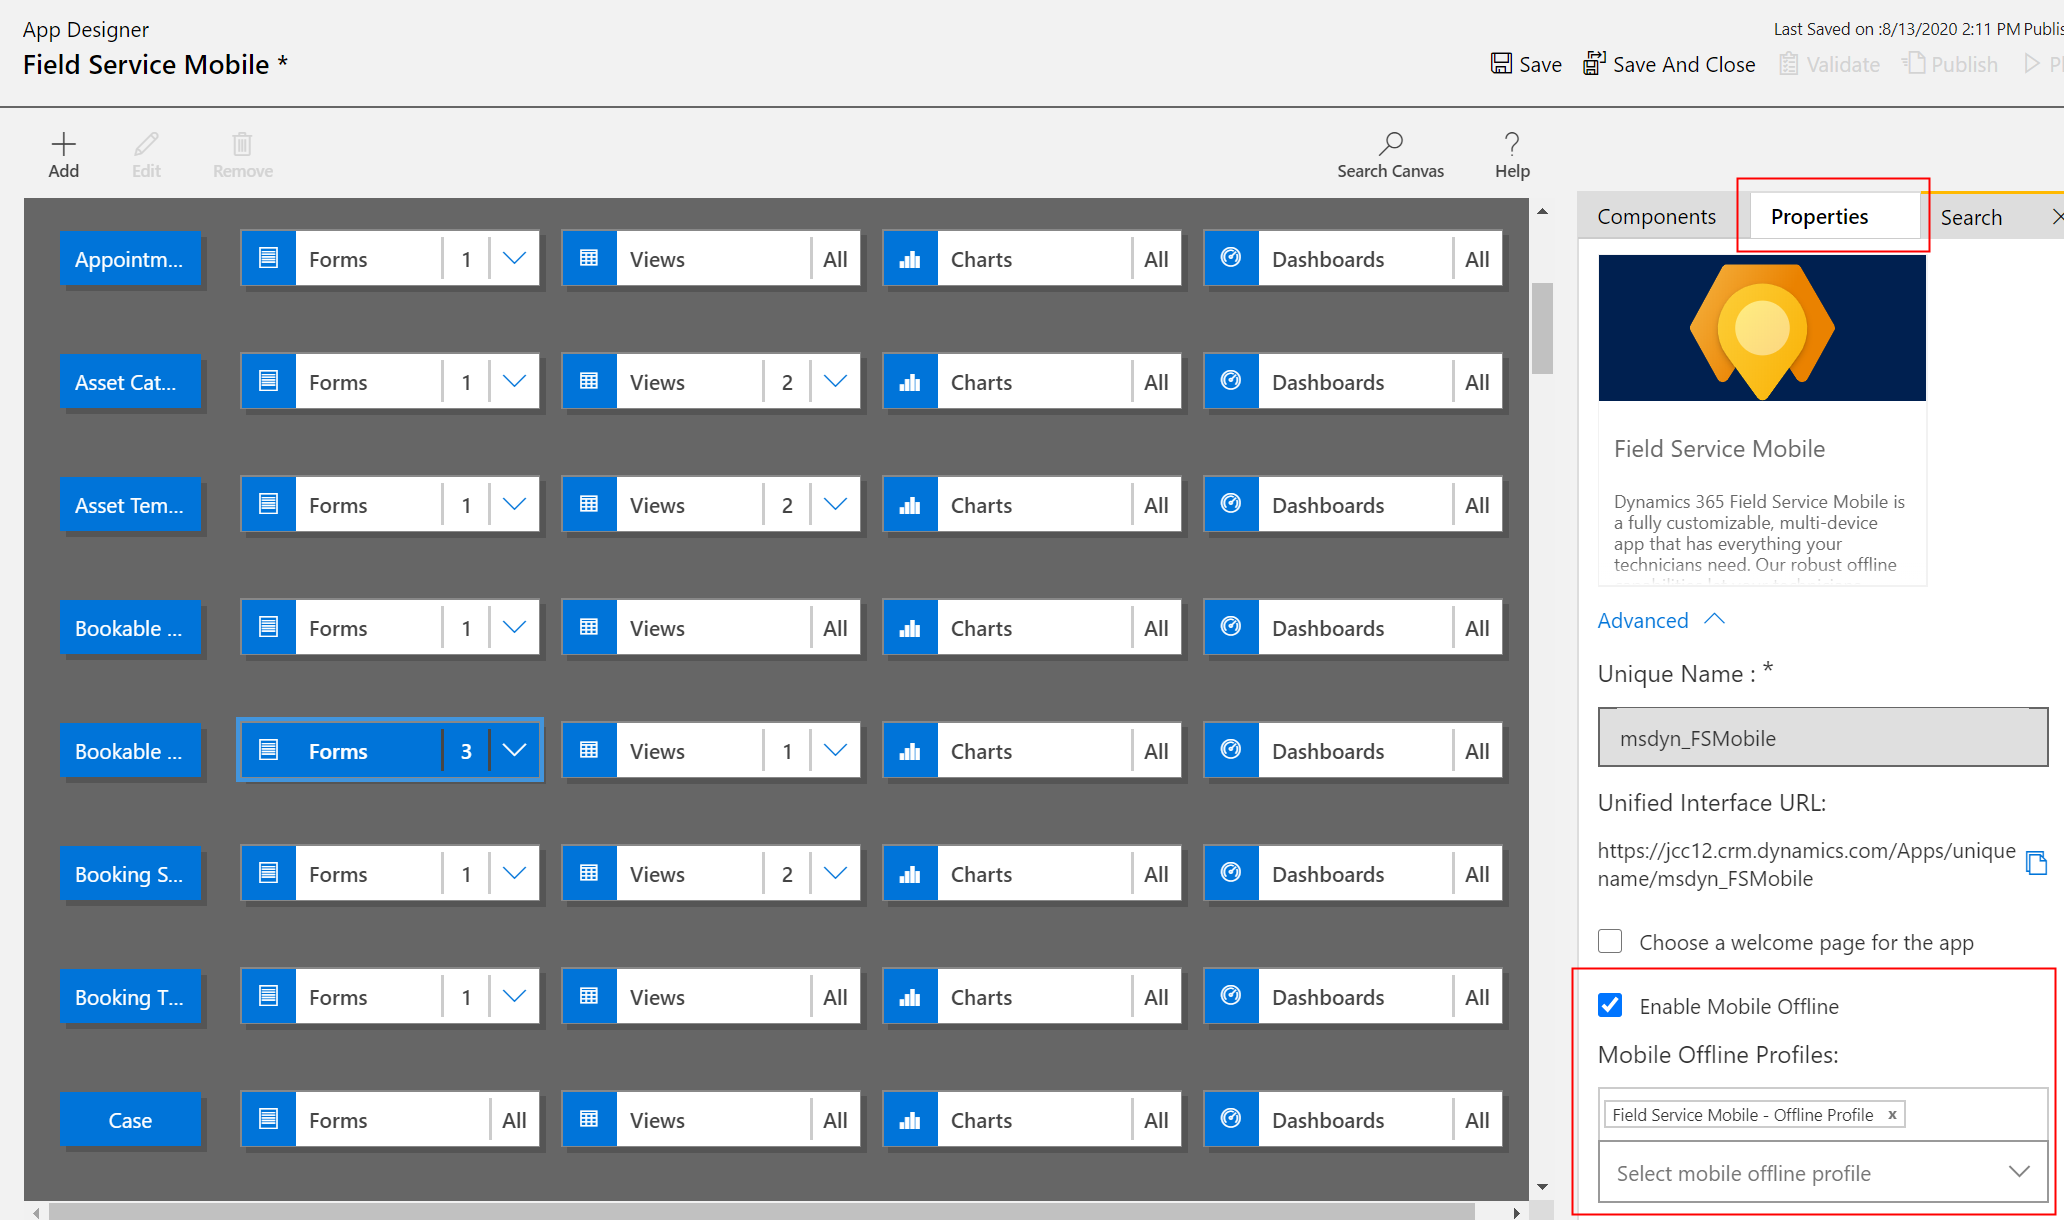 App Designer
Last Saved on :8/13/2020 2:11 PM
Field Service Mobile *
Save
Save And Close
Validate
Publish
Add
Edit
Remove
Search Canvas
Help
Components
Properties
Search
Appointm...
Forms 1
Views All
Charts All
Dashboards All
Asset Cat...
Forms 1
Views 2
Charts All
Dashboards All
Asset Tem...
Forms 1
Views 2
Charts All
Dashboards All
Bookable ...
Forms 1
Views All
Charts All
Dashboards All
Bookable ...
Forms 3
Views 1
Charts All
Dashboards All
Booking S...
Forms 1
Views 2
Charts All
Dashboards All
Booking T...
Forms 1
Views All
Charts All
Dashboards All
Case
Forms All
Views All
Charts All
Dashboards All
Field Service Mobile
Dynamics 365 Field Service Mobile is
a fully customizable, multi-device
app that has everything your
technicians need. Our robust offline
Advanced
Unique Name : *
msdyn_FSMobile
Unified Interface URL:
https://jcc12.crm.dynamics.com/Apps/unique
name/msdyn_FSMobile
Choose a welcome page for the app
Enable Mobile Offline
Mobile Offline Profiles:
Field Service Mobile - Offline Profile x
Select mobile offline profile